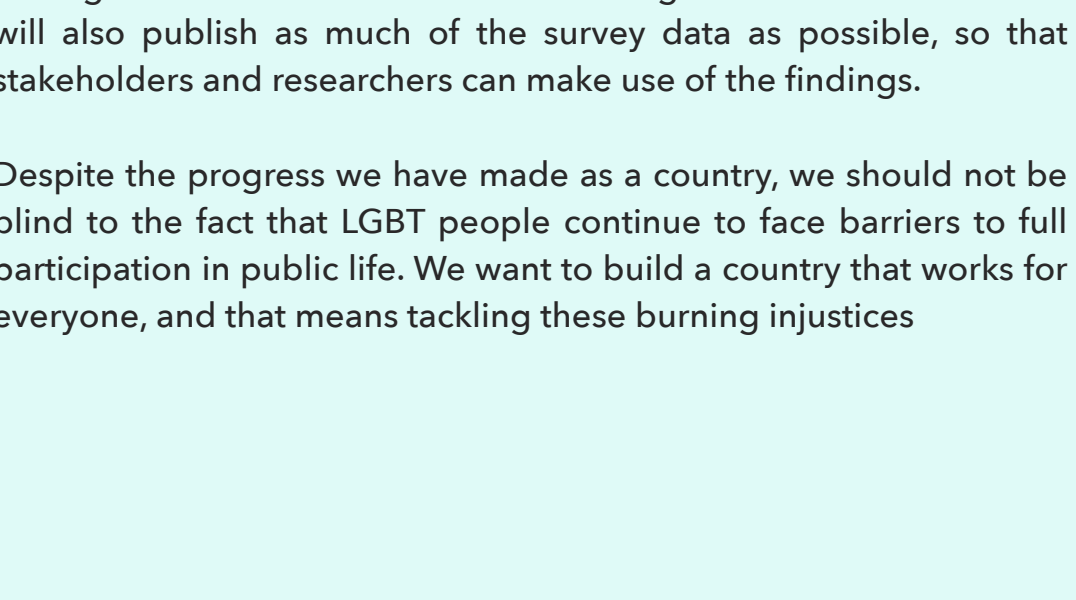 will also publish as much of the survey data as possible, so that
stakeholders and researchers can make use of the findings.
Despite the progress we have made as a country, we should not be
blind to the fact that LGBT people continue to face barriers to full
participation in public life. We want to build a country that works for
everyone, and that means tackling these burning injustices